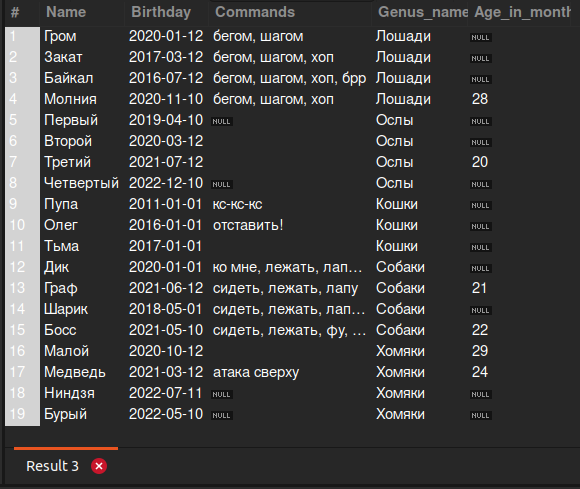 # Name Birthday Commands Genus_name Age_in_month
1 Гром 2020-01-12 бегом, шагом Лошади NULL
2 Закат 2017-03-12 бегом, шагом, хоп Лошади NULL
3 Байкал 2016-07-12 бегом, шагом, хоп, брр Лошади NULL
4 Молния 2020-11-10 бегом, шагом, хоп Лошади 28
5 Первый 2019-04-10 NULL Ослы NULL
6 Второй 2020-03-12 Ослы NULL
7 Третий 2021-07-12 Ослы 20
8 Четвертый 2022-12-10 NULL Ослы NULL
9 Пупа 2011-01-01 кс-кс-кс Кошки NULL
10 Олег 2016-01-01 отставить! Кошки NULL
11 Тьма 2017-01-01 Кошки NULL
12 Дик 2020-01-01 ко мне, лежать, лап... Собаки NULL
13 Граф 2021-06-12 сидеть, лежать, лапу Собаки 21
14 Шарик 2018-05-01 сидеть, лежать, лап... Собаки NULL
15 Босс 2021-05-10 сидеть, лежать, фу, ... Собаки 22
16 Малой 2020-10-12 Хомяки 29
17 Медведь 2021-03-12 атака сверху Хомяки 24
18 Ниндзя 2022-07-11 NULL Хомяки NULL
19 Бурый 2022-05-10 NULL Хомяки NULL
Result 3